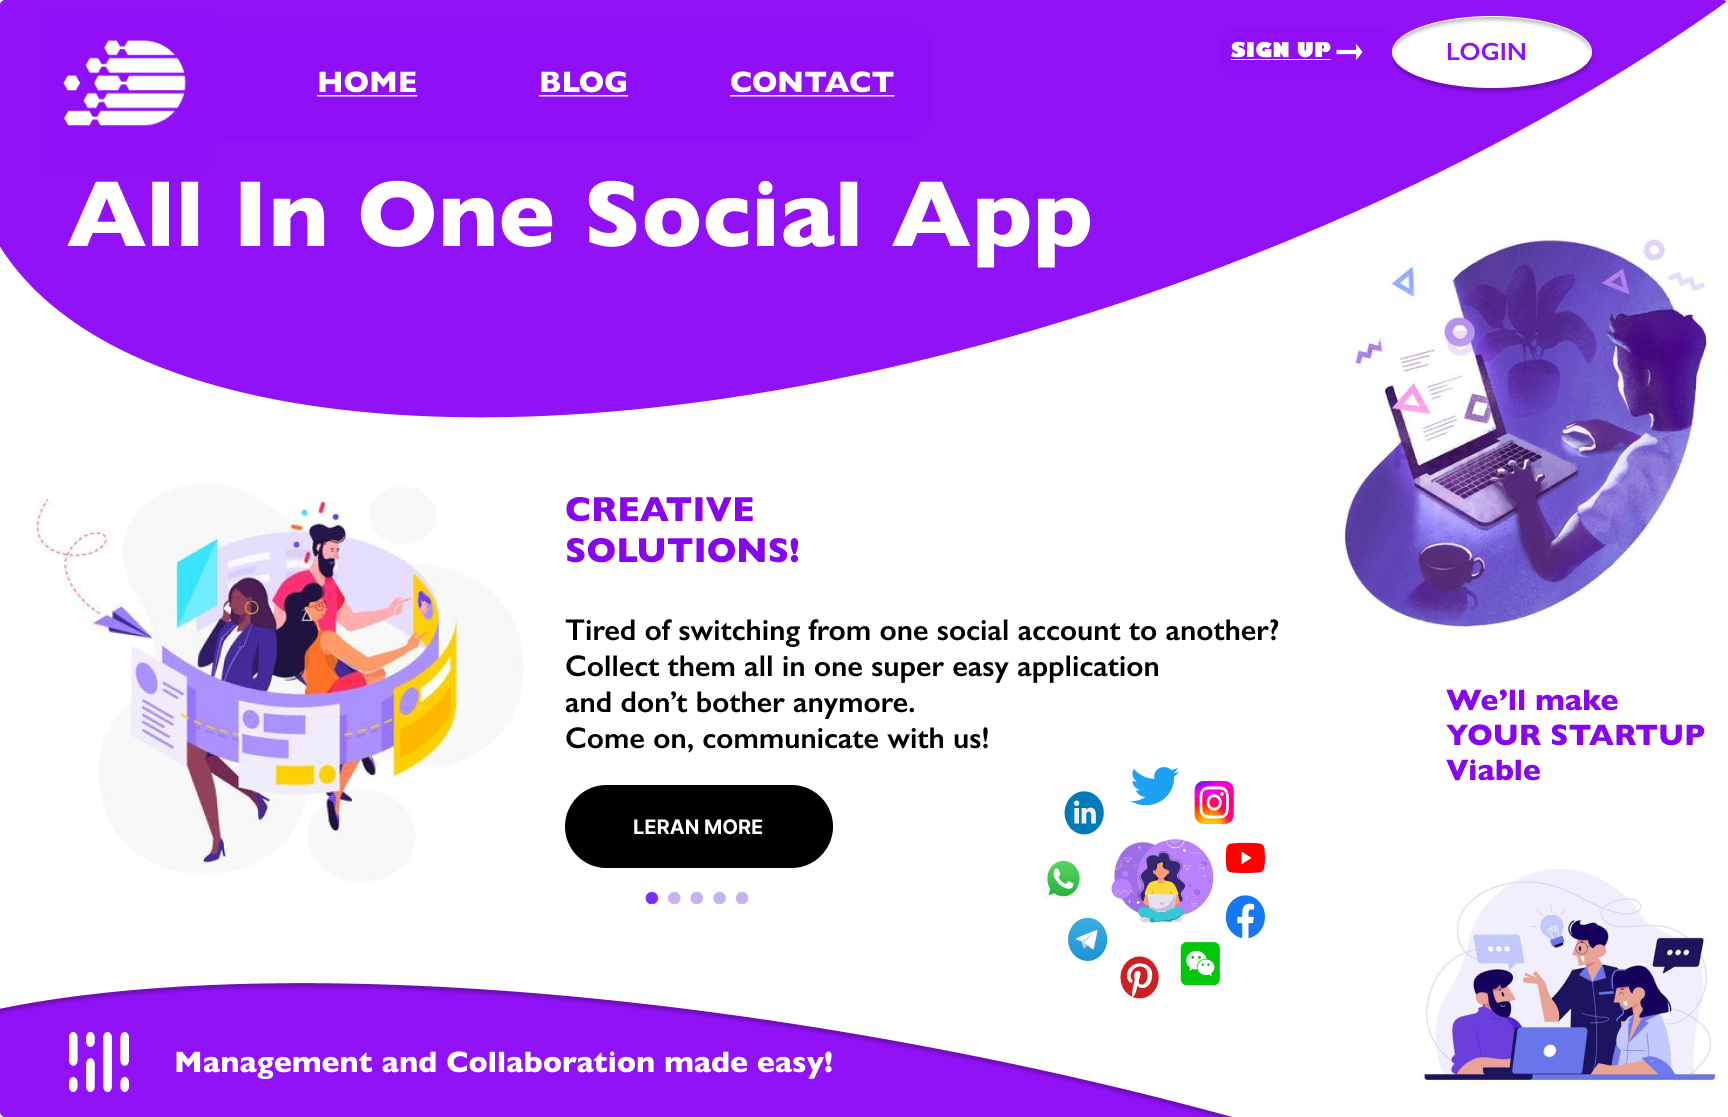 HOME
BLOG
CONTACT
SIGN UP
LOGIN
All In One Social App
CREATIVE
SOLUTIONS!
Tired of switching from one social account to another?
Collect them all in one super easy application
and don’t bother anymore.
Come on, communicate with us!
LERAN MORE
in
We’ll make
YOUR STARTUP
Viable
Management and Collaboration made easy!